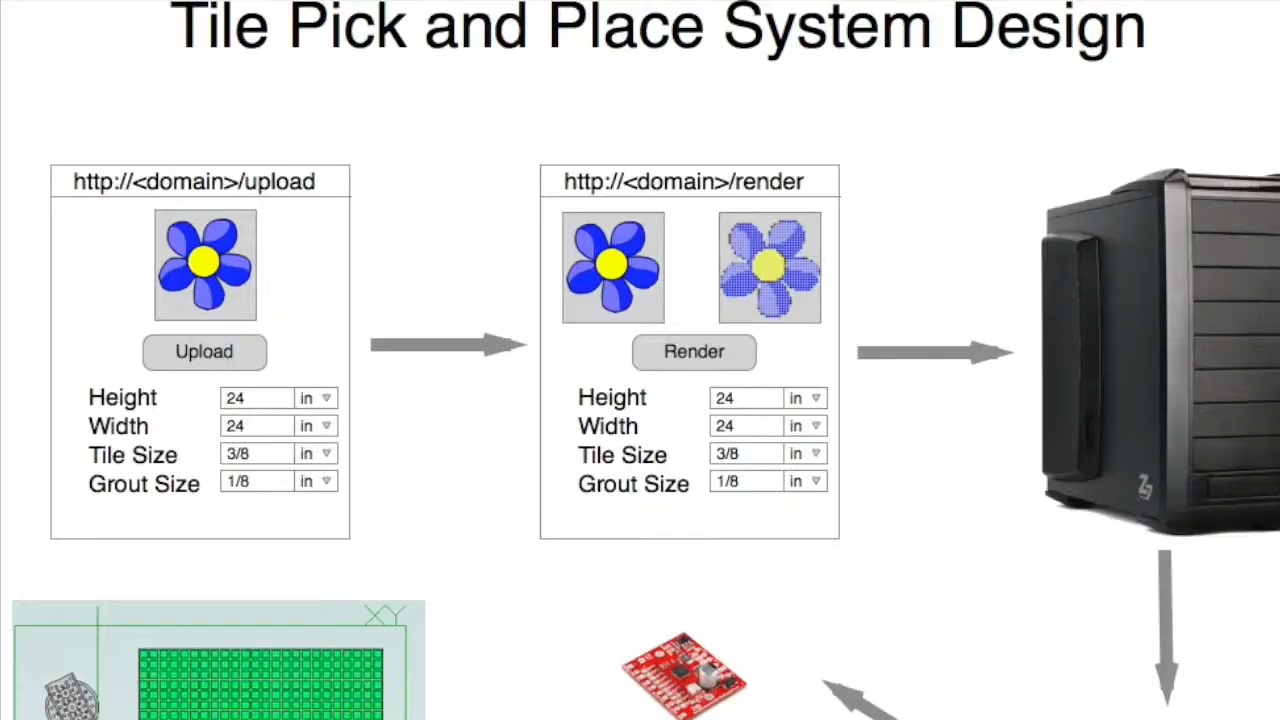 Tile Pick and Place System Design
http://<domain>/upload
Upload
Height 24 in
Width 24 in
Tile Size 3/8 in
Grout Size 1/8 in
http://<domain>/render
Render
Height 24 in
Width 24 in
Tile Size 3/8 in
Grout Size 1/8 in
XY